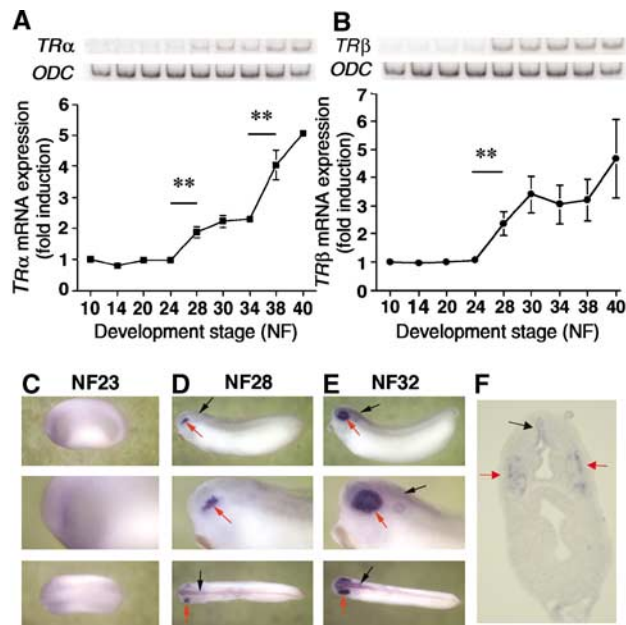 A
TRα
ODC
**
**
TRα mRNA expression
(fold induction)
6
5
4
3
2
1
0
10 14 20 24 28 30 34 38 40
Development stage (NF)
B
TRβ
ODC
**
TRβ mRNA expression
(fold induction)
7
6
5
4
3
2
1
0
10 14 20 24 28 30 34 38 40
Development stage (NF)
C NF23
D NF28
E NF32
F